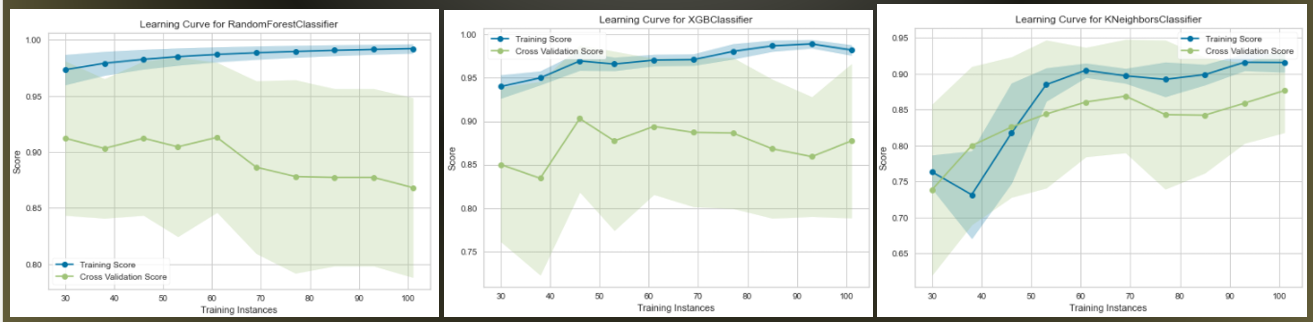 Learning Curve for RandomForestClassifier
1.00
0.95
0.90
0.85
0.80
Score
Training Score
Cross Validation Score
30 40 50 60 70 80 90 100
Training Instances
Learning Curve for XGBClassifier
Training Score
Cross Validation Score
1.00
0.95
0.90
0.85
0.80
0.75
Score
30 40 50 60 70 80 90 100
Training Instances
Learning Curve for KNeighborsClassifier
Training Score
Cross Validation Score
0.95
0.90
0.85
0.80
0.75
0.70
0.65
Score
30 40 50 60 70 80 90 100
Training Instances